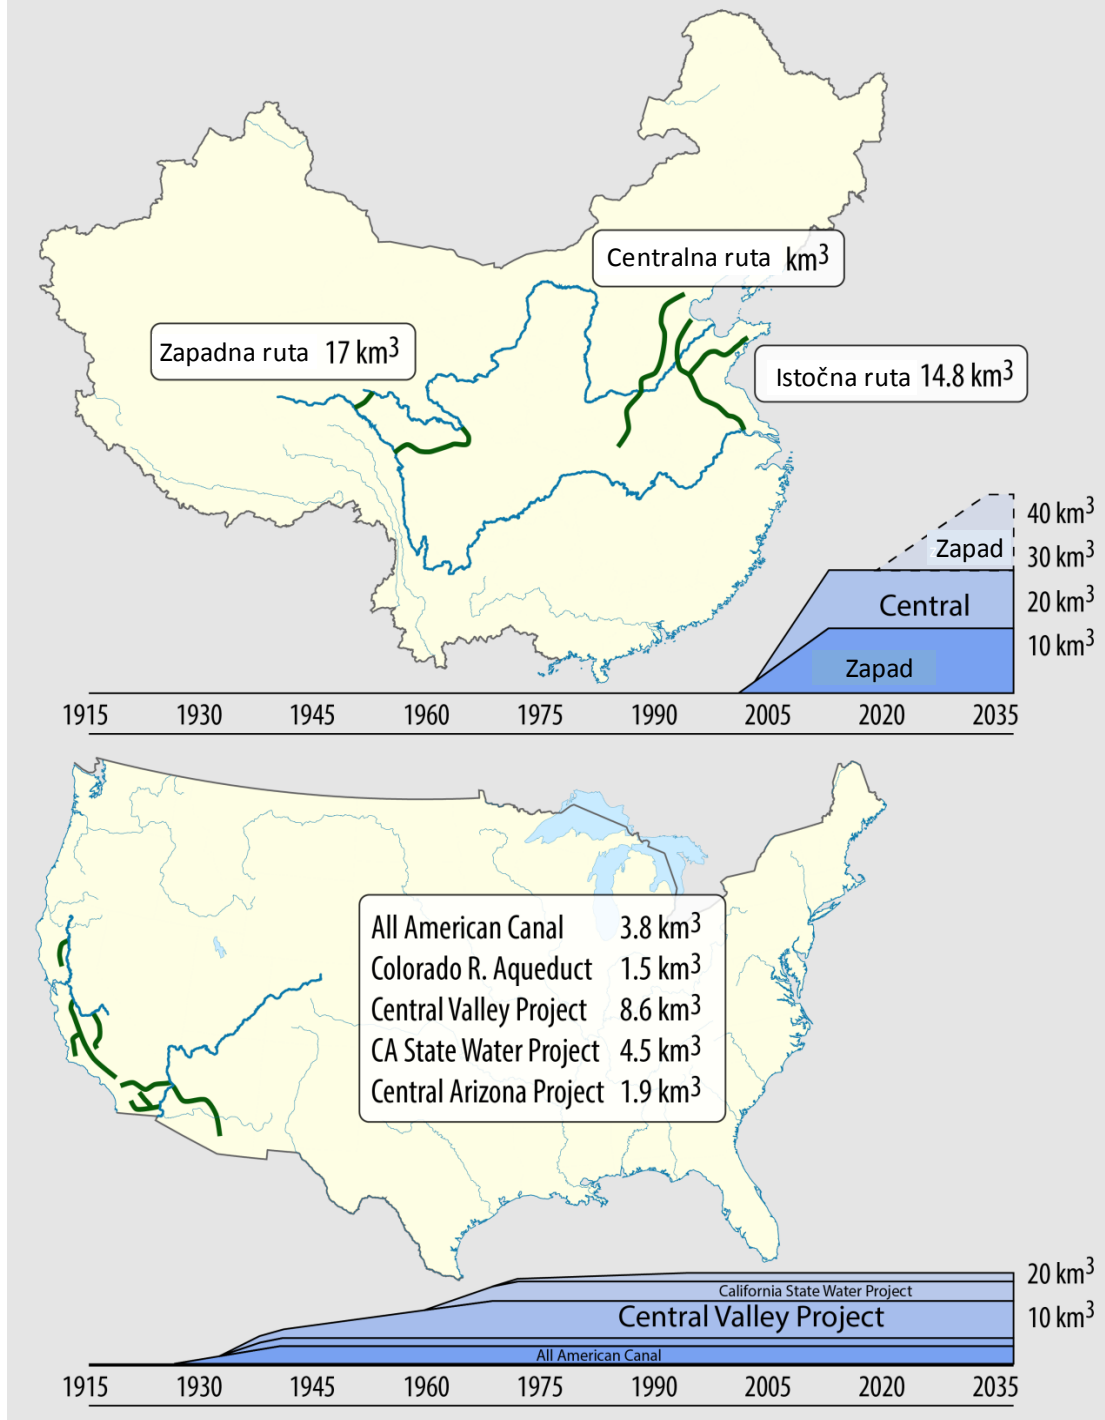 Centralna ruta km³
Zapadna ruta 17 km³
Istočna ruta 14.8 km³
40 km³
Zapad
30 km³
Central
20 km³
10 km³
Zapad
1915 1930 1945 1960 1975 1990 2005 2020 2035
All American Canal 3.8 km³
Colorado R. Aqueduct 1.5 km³
Central Valley Project 8.6 km³
CA State Water Project 4.5 km³
Central Arizona Project 1.9 km³
20 km³
California State Water Project
Central Valley Project 10 km³
All American Canal
1915 1930 1945 1960 1975 1990 2005 2020 2035